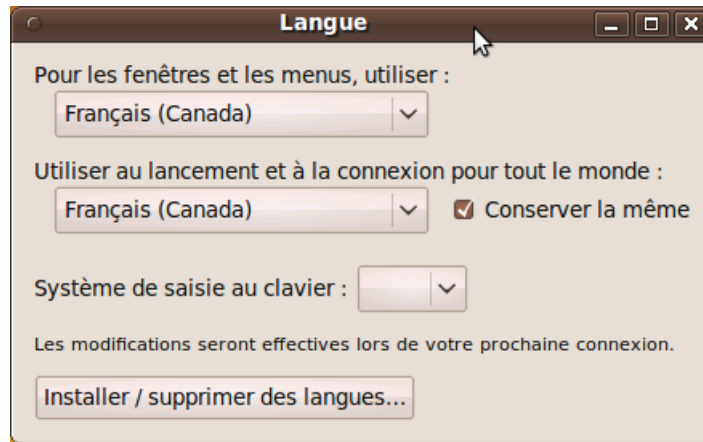 Langue
Pour les fenêtres et les menus, utiliser :
Français (Canada)
Utiliser au lancement et à la connexion pour tout le monde :
Français (Canada)
Conserver la même
Système de saisie au clavier :
Les modifications seront effectives lors de votre prochaine connexion.
Installer / supprimer des langues...